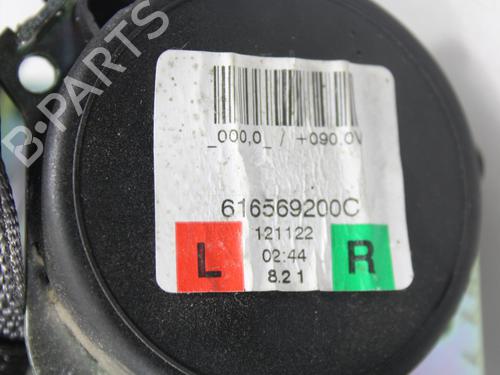 B-PARTS
_000,0_ / +090,0V
616569200C
121122
L
R
02:44
8.2 1